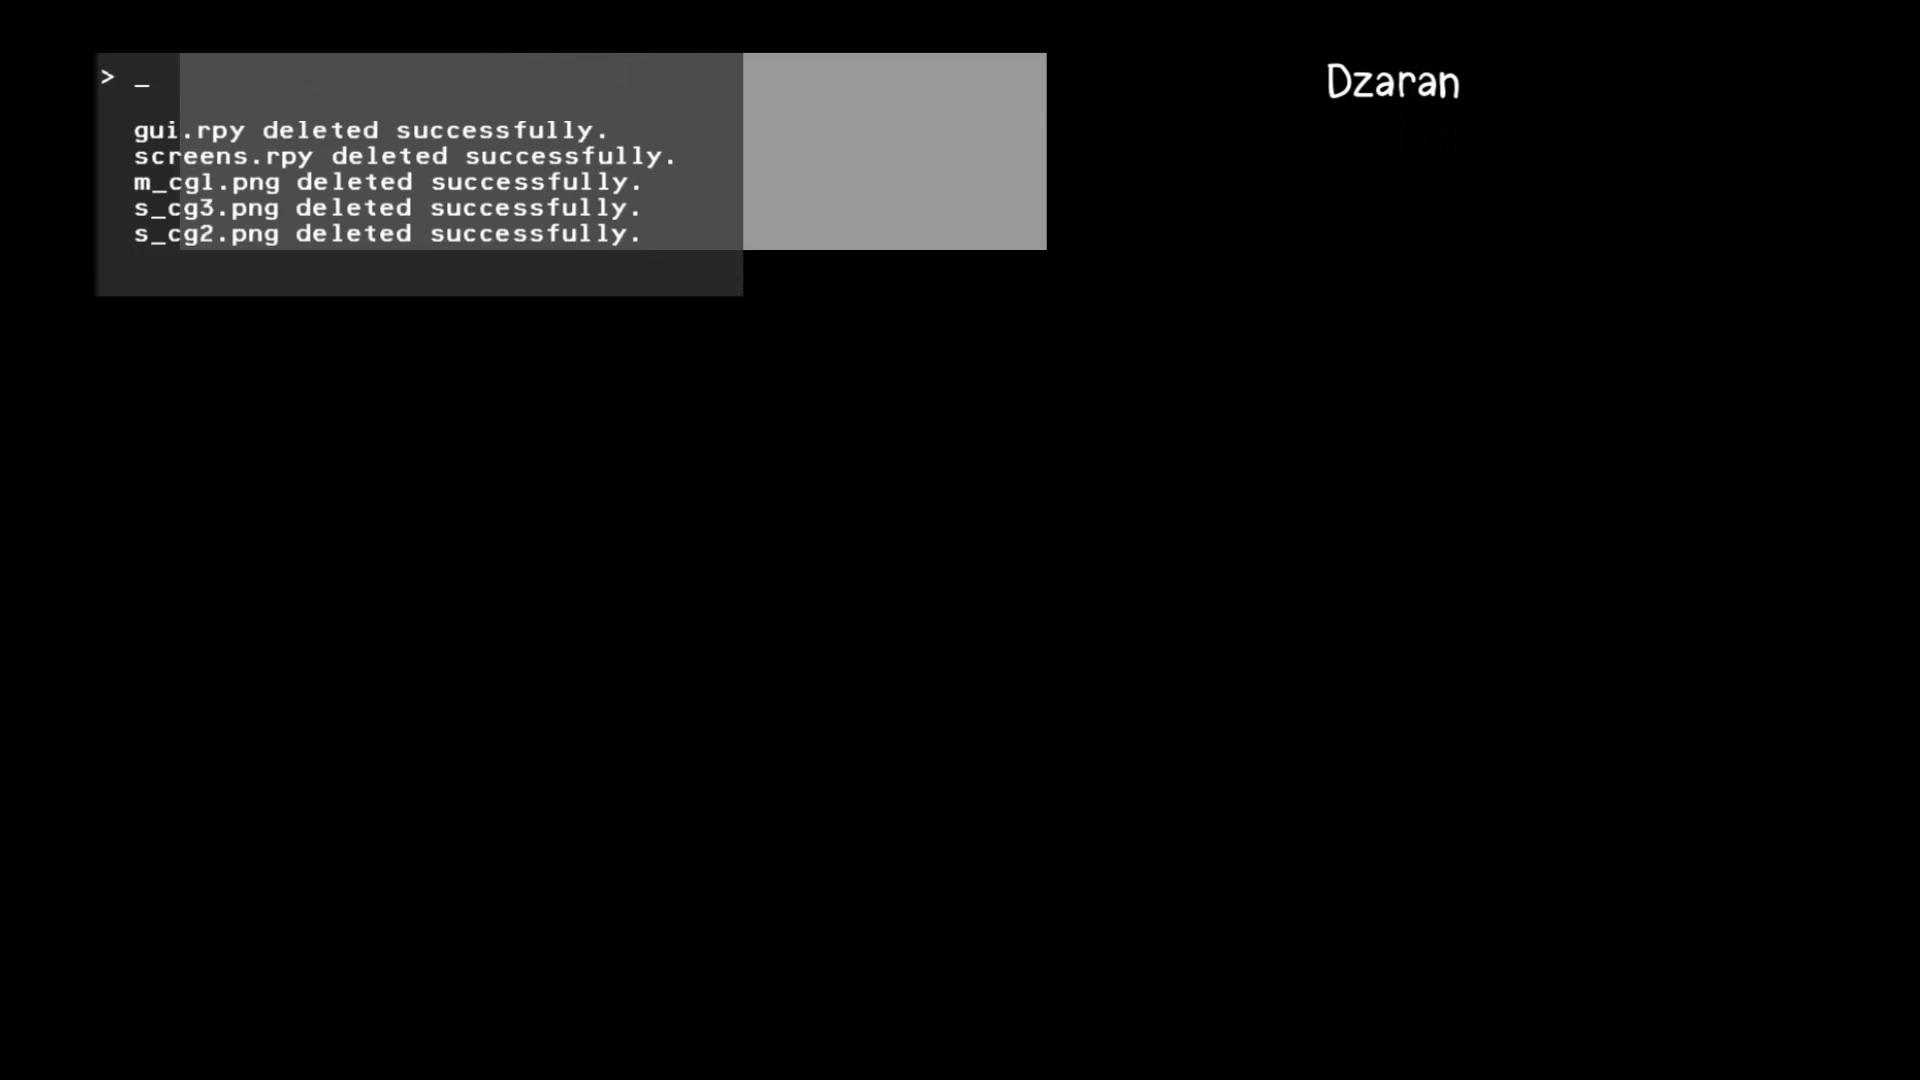 > _
gui.rpy deleted successfully.
screens.rpy deleted successfully.
m_cg1.png deleted successfully.
s_cg3.png deleted successfully.
s_cg2.png deleted successfully.
Dzaran